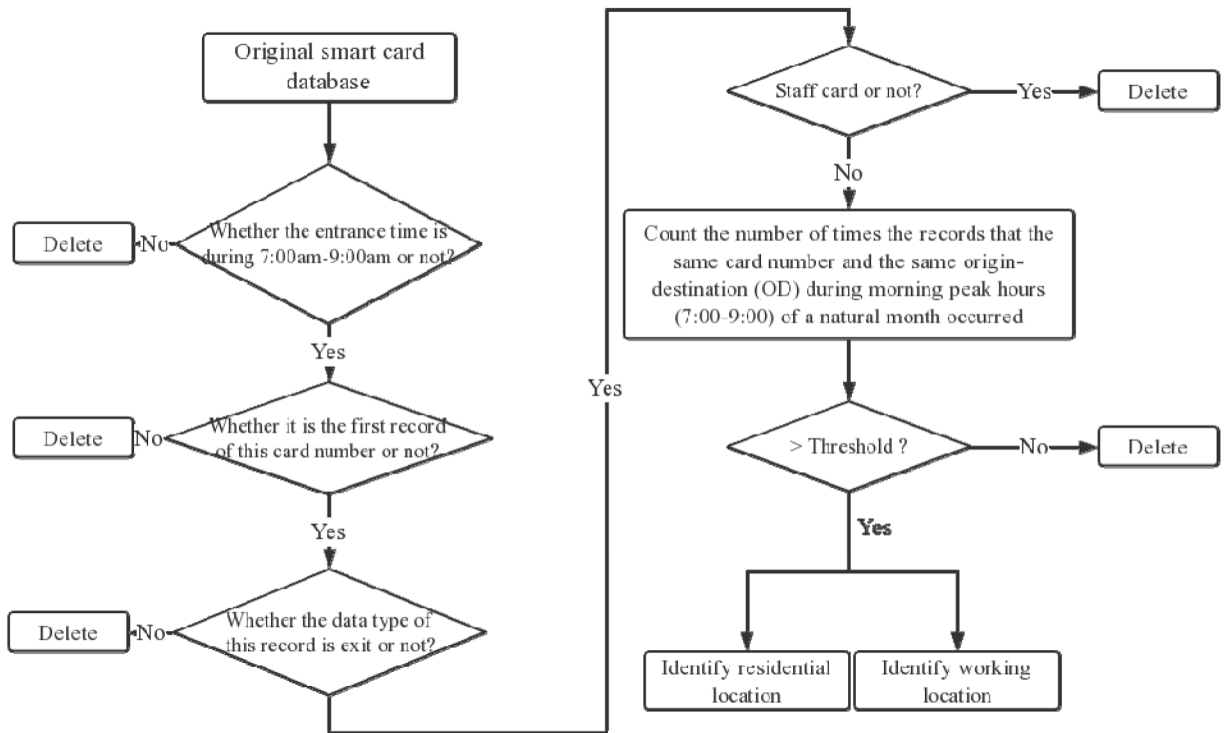 Original smart card
database
Whether the entrance time is
during 7:00am-9:00am or not?
No
Delete
Yes
Whether it is the first record
of this card number or not?
No
Delete
Yes
Whether the data type of
this record is exit or not?
No
Delete
Yes
Staff card or not?
Yes
Delete
No
Count the number of times the records that the
same card number and the same origin-
destination (OD) during morning peak hours
(7:00-9:00) of a natural month occurred
> Threshold ?
No
Delete
Yes
Identify residential
location
Identify working
location